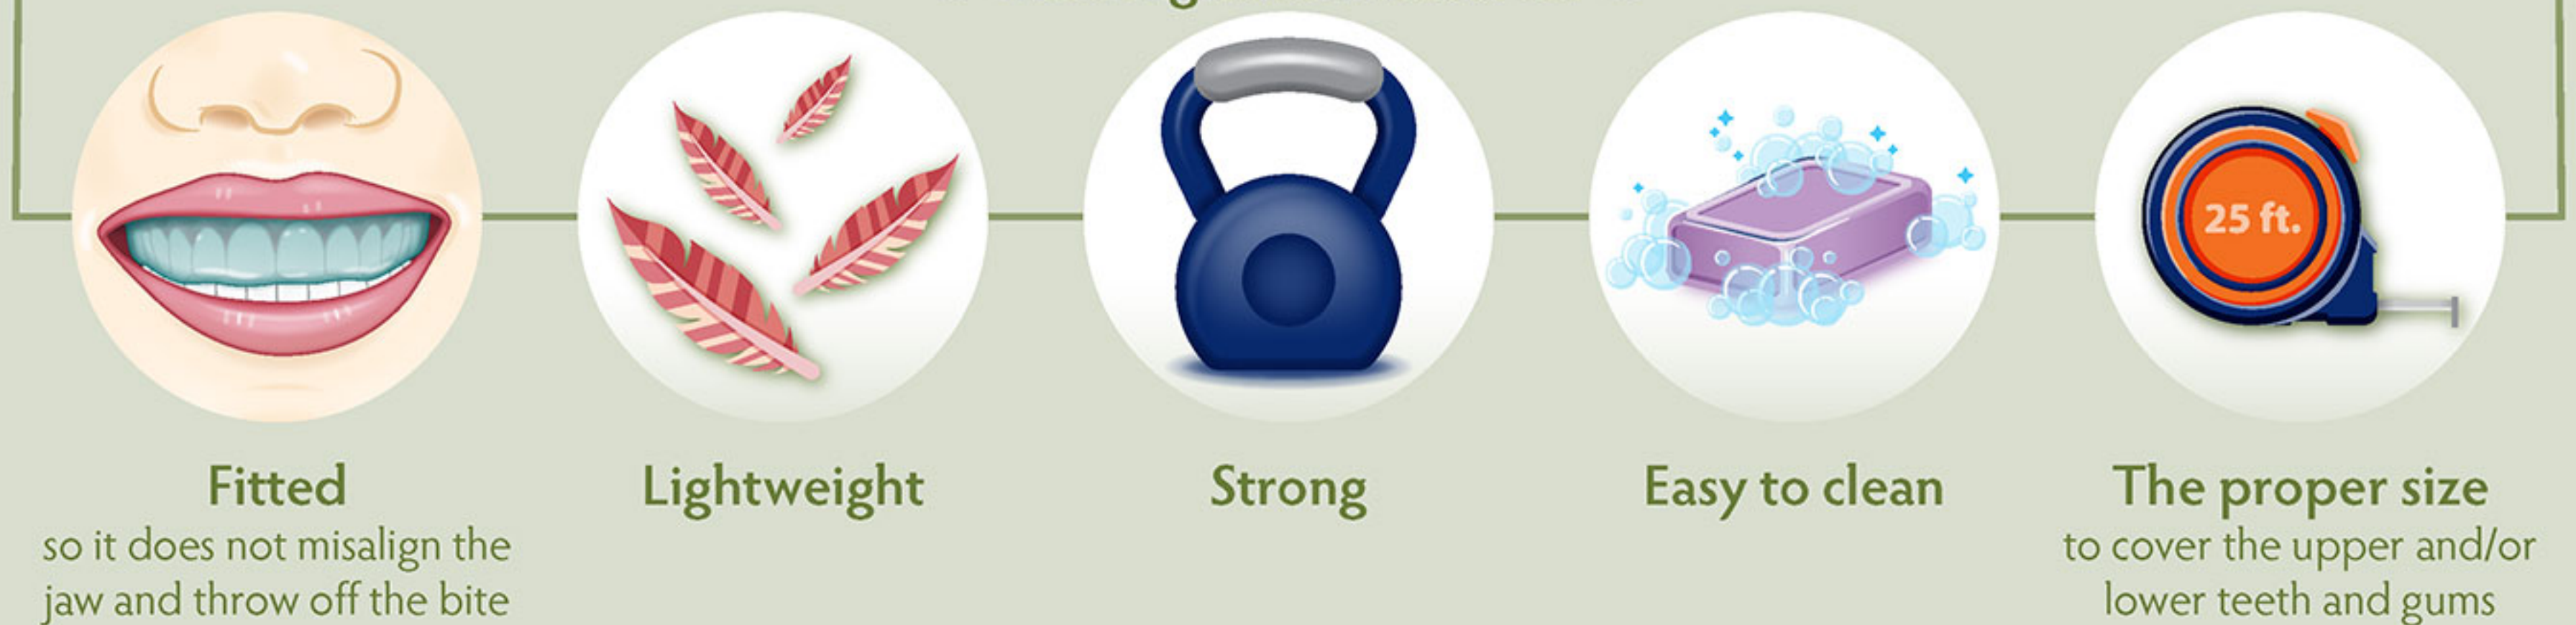 25 ft.
Fitted
so it does not misalign the
jaw and throw off the bite
Lightweight
Strong
Easy to clean
The proper size
to cover the upper and/or
lower teeth and gums